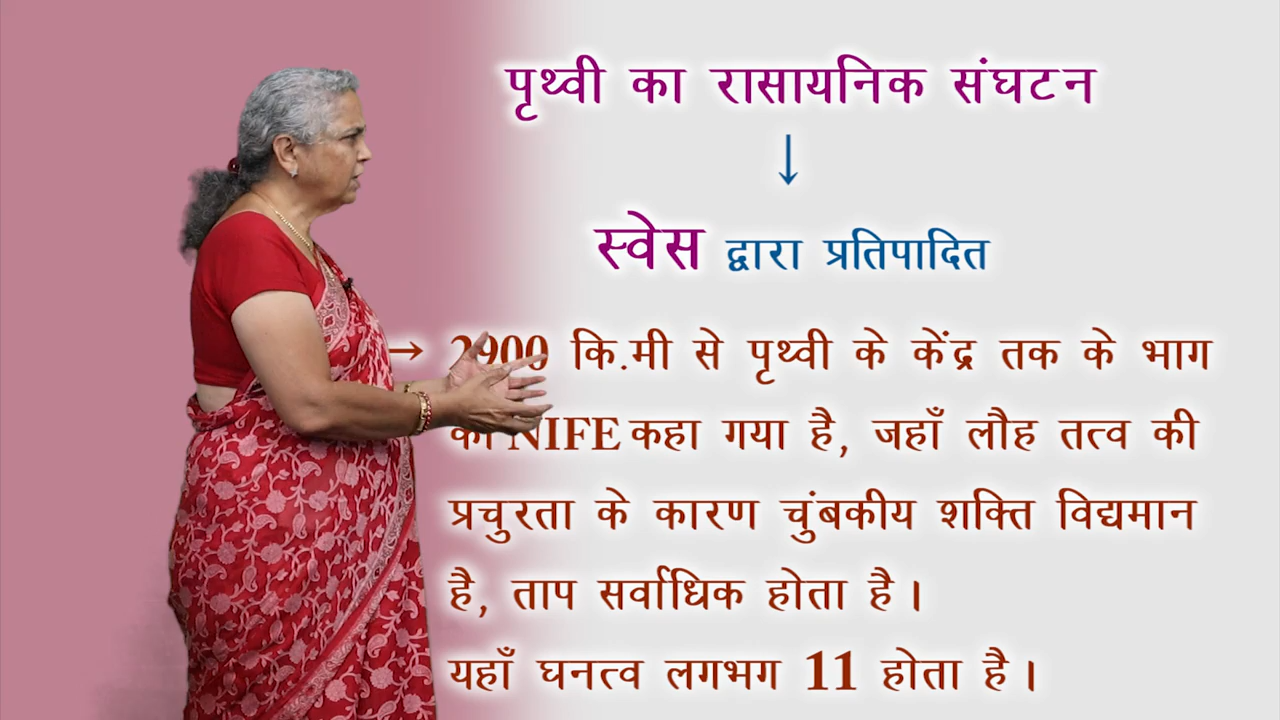 पृथ्वी का रासायनिक संघटन
↓
स्वेस द्वारा प्रतिपादित
→ 2900 कि.मी से पृथ्वी के केंद्र तक के भाग
को NIFE कहा गया है, जहाँ लौह तत्व की
प्रचुरता के कारण चुंबकीय शक्ति विद्यमान
है, ताप सर्वाधिक होता है।
यहाँ घनत्व लगभग 11 होता है।